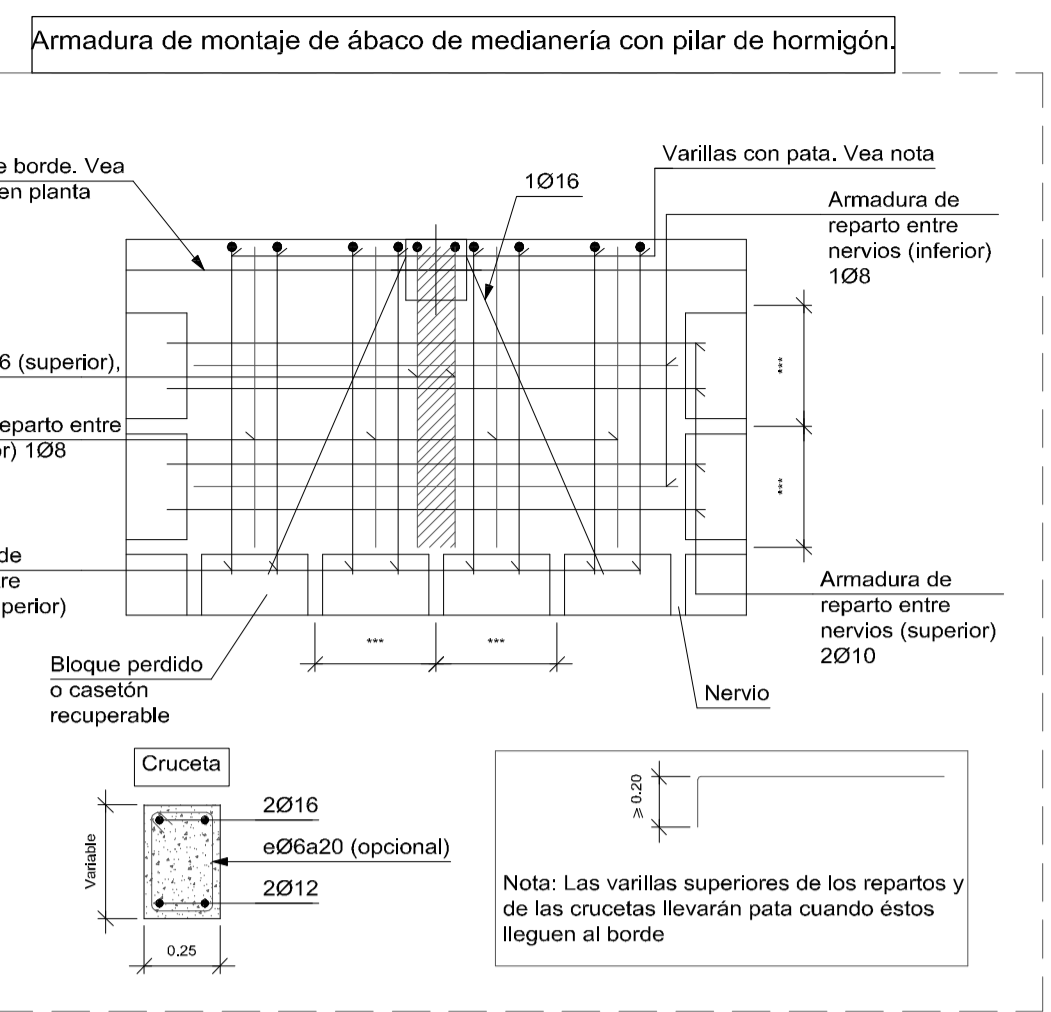 Armadura de montaje de ábaco de medianería con pilar de hormigón.
e borde. Vea
en planta
1Ø16
Varillas con pata. Vea nota
Armadura de
reparto entre
nervios (inferior)
1Ø8
6 (superior),
eparto entre
or) 1Ø8
de
re
perior)
***
***
***
***
Armadura de
reparto entre
nervios (superior)
2Ø10
Bloque perdido
o casetón
recuperable
Nervio
Cruceta
2Ø16
eØ6a20 (opcional)
2Ø12
Variable
0.25
≥ 0.20
Nota: Las varillas superiores de los repartos y
de las crucetas llevarán pata cuando éstos
lleguen al borde